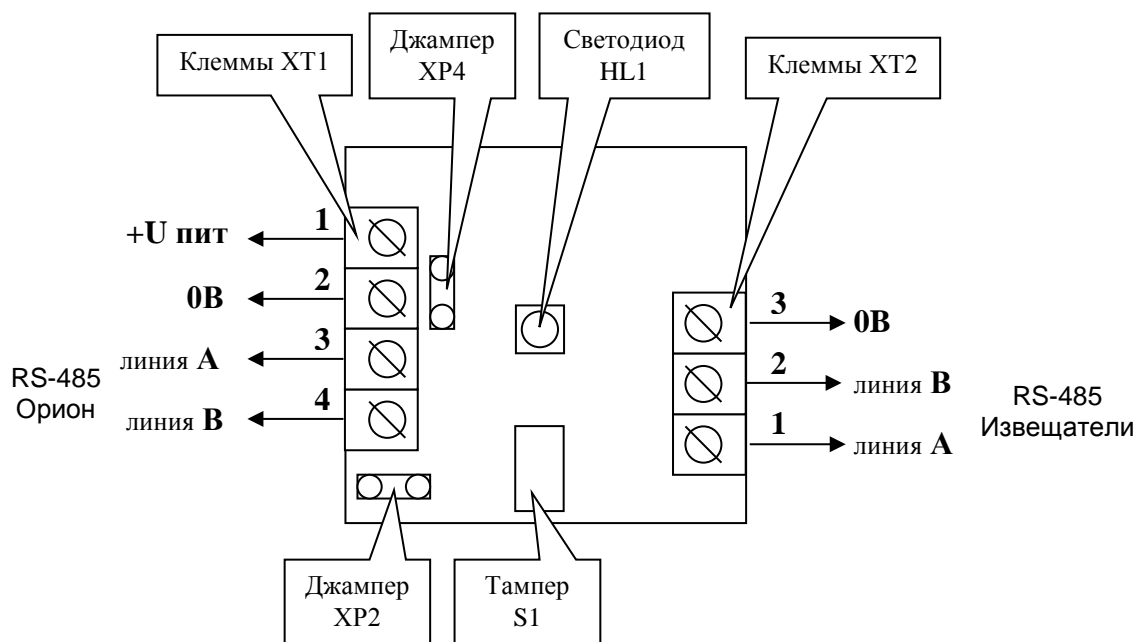 Клеммы XT1
Джампер
XP4
Светодиод
HL1
Клеммы XT2
1
+U пит
2
0В
3
линия А
4
линия В
RS-485
Орион
3
0В
2
линия В
1
линия А
RS-485
Извещатели
Джампер
XP2
Тампер
S1